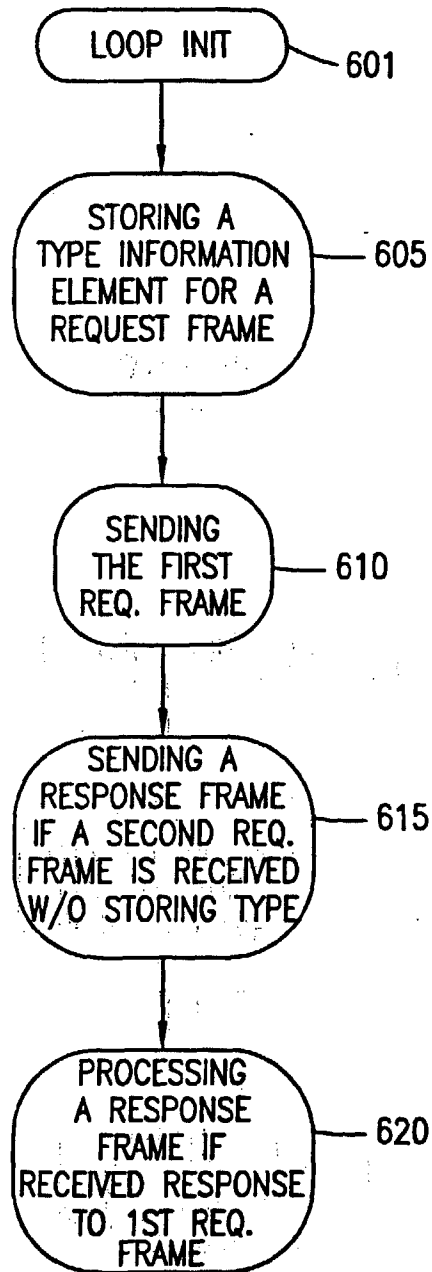 LOOP INIT
601
STORING A
TYPE INFORMATION
ELEMENT FOR A
REQUEST FRAME
605
SENDING
THE FIRST
REQ. FRAME
610
SENDING A
RESPONSE FRAME
IF A SECOND REQ.
FRAME IS RECEIVED
W/O STORING TYPE
615
PROCESSING
A RESPONSE
FRAME IF
RECEIVED RESPONSE
TO 1ST REQ.
FRAME
620